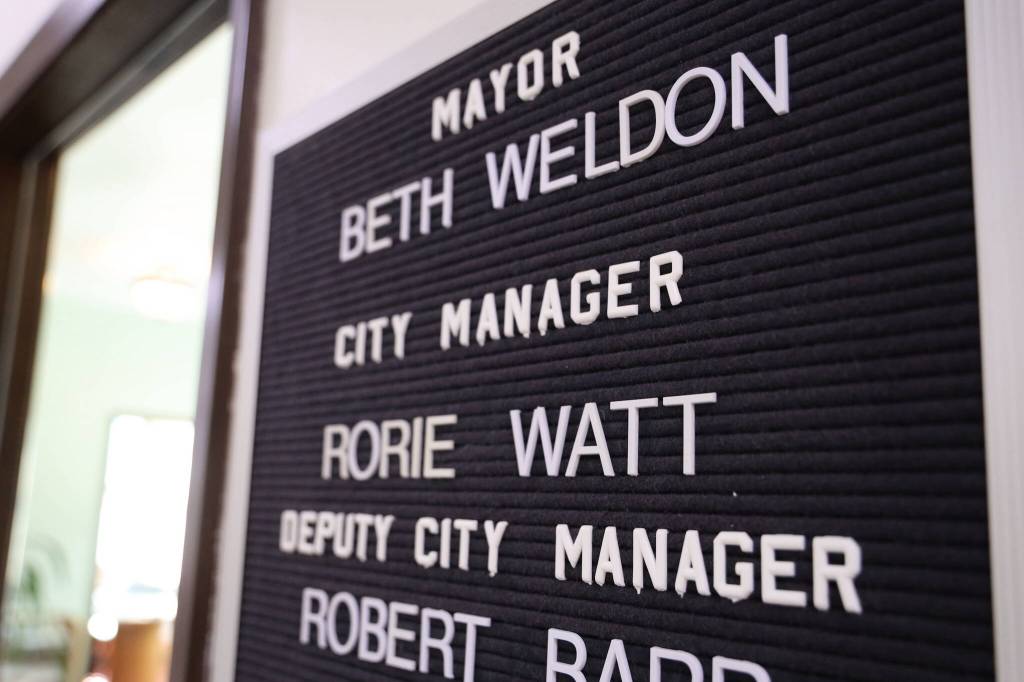 MAYOR
BETH WELDON
CITY MANAGER
RORIE WATT
DEPUTY CITY MANAGER
ROBERT